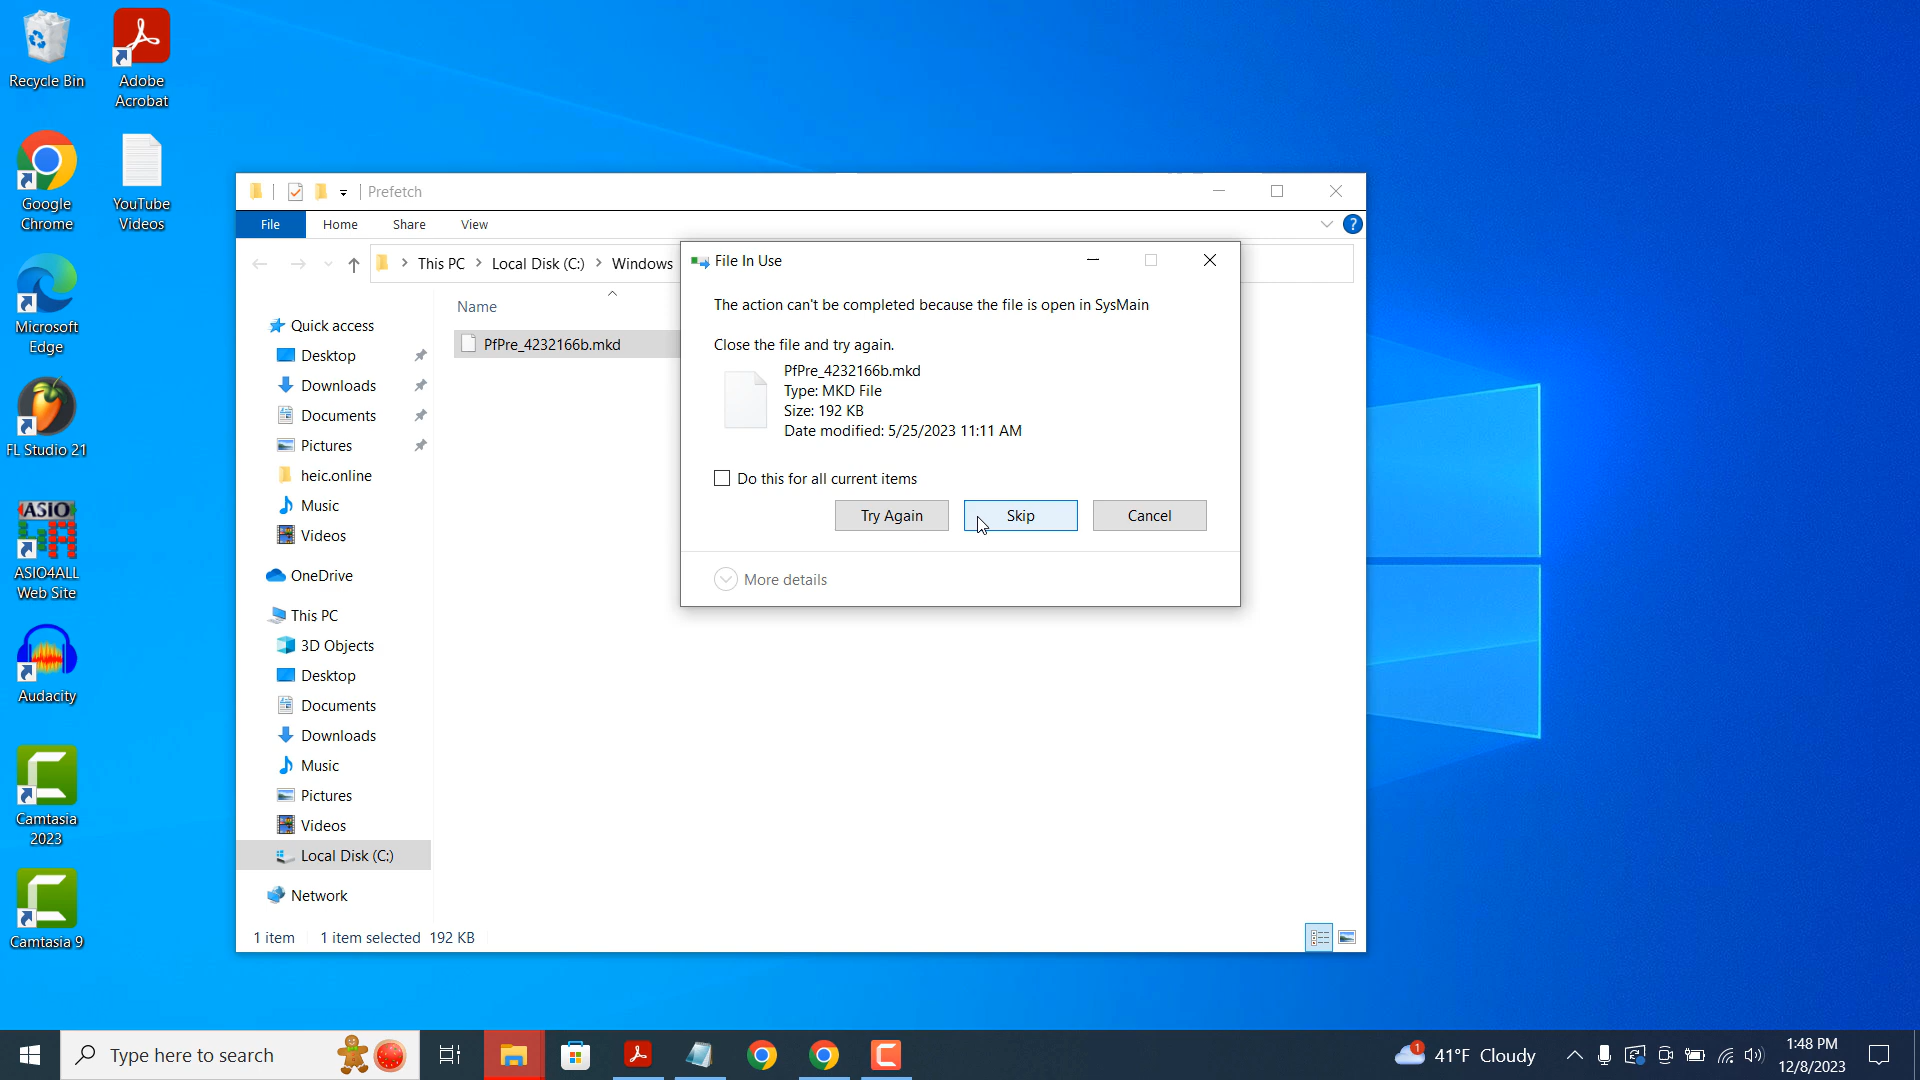 Recycle Bin
Adobe
Acrobat
Google
Chrome
YouTube
Videos
Microsoft
Edge
FL Studio 21
ASIO
ASIO4ALL
Web Site
Audacity
Camtasia
2023
Camtasia 9
Prefetch
File
Home
Share
View
?
This PC
Local Disk (C:)
Windows
Quick access
Desktop
Downloads
Documents
Pictures
heic.online
Music
Videos
OneDrive
This PC
3D Objects
Desktop
Documents
Downloads
Music
Pictures
Videos
Local Disk (C:)
Network
Name
PfPre_4232166b.mkd
1 item
1 item selected 192 KB
File In Use
The action can't be completed because the file is open in SysMain
Close the file and try again.
PfPre_4232166b.mkd
Type: MKD File
Size: 192 KB
Date modified: 5/25/2023 11:11 AM
Do this for all current items
Try Again
Skip
Cancel
More details
Type here to search
1
41°F Cloudy
1:48 PM
12/8/2023